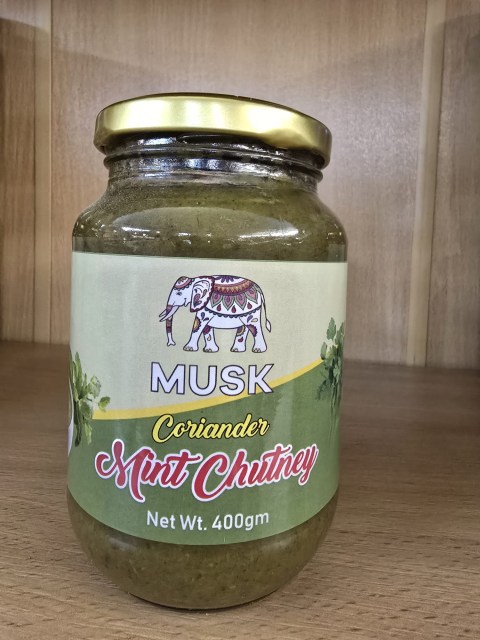 MUSK
Coriander
Mint Chutney
Net Wt. 400gm